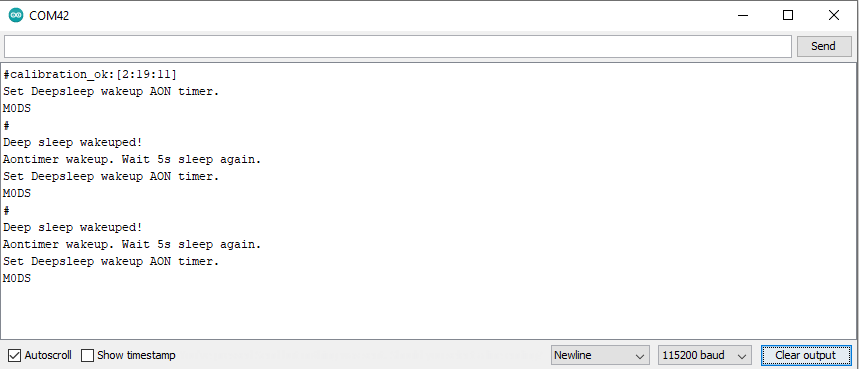 COM42
Send
#calibration_ok:[2:19:11]
Set Deepsleep wakeup AON timer.
M0DS
#
Deep sleep wakeuped!
Aontimer wakeup. Wait 5s sleep again.
Set Deepsleep wakeup AON timer.
M0DS
#
Deep sleep wakeuped!
Aontimer wakeup. Wait 5s sleep again.
Set Deepsleep wakeup AON timer.
M0DS
Autoscroll Show timestamp Newline 115200 baud Clear output